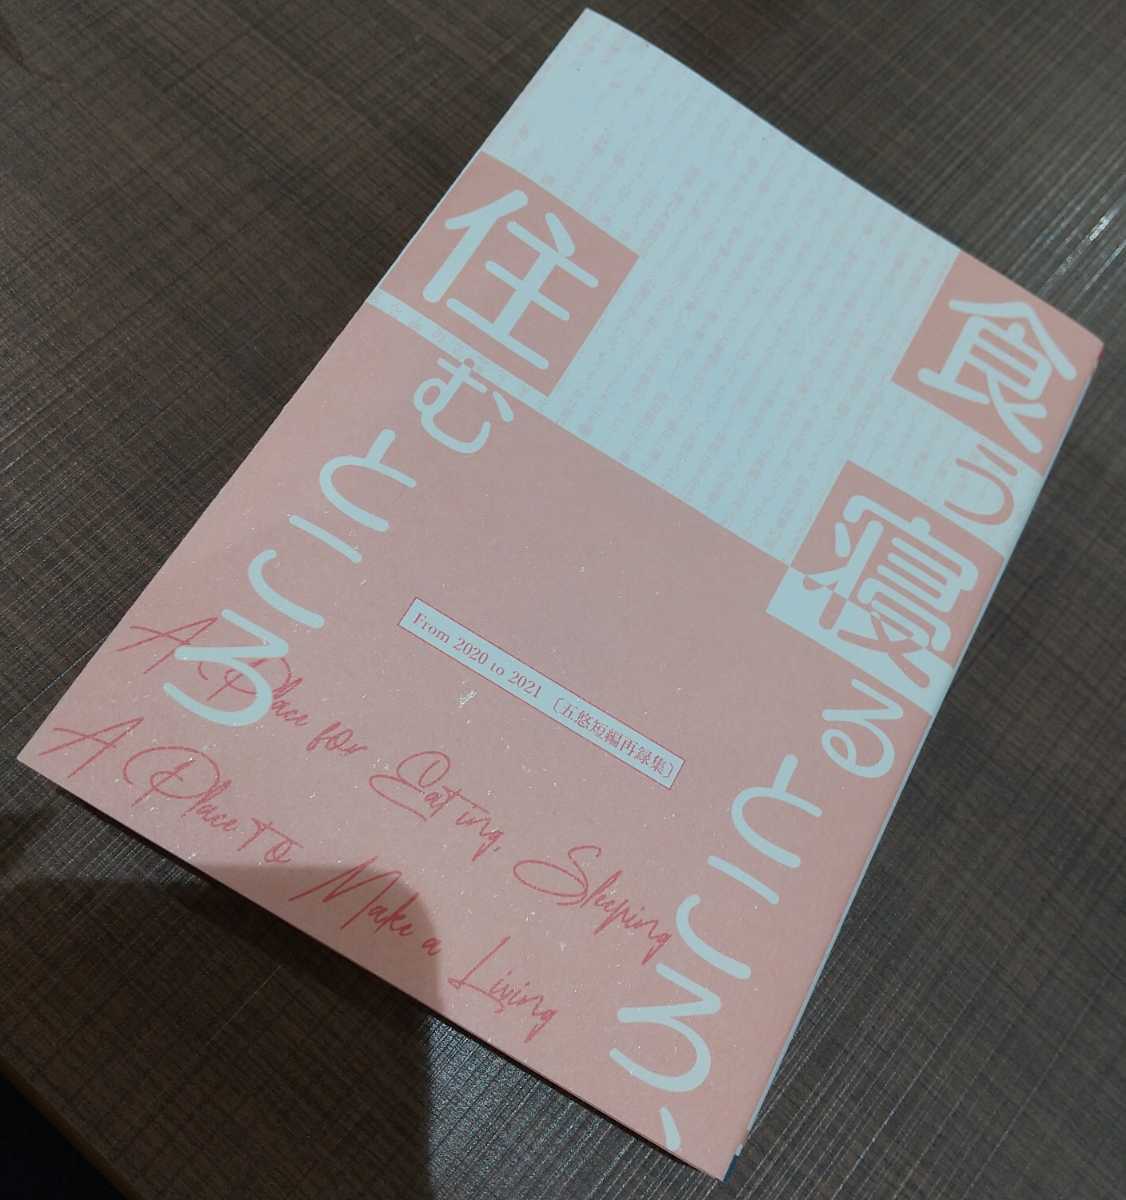 食う寝るところ、
住むところ
From 2020 to 2021 〔五悠短編再録集〕
A Place for Eating, Sleeping
A Place to Make a Living